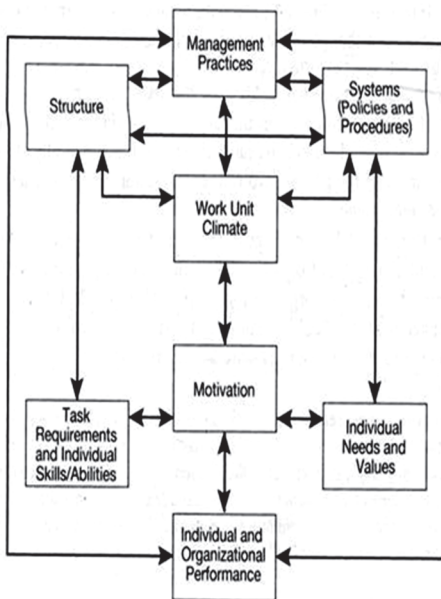 Management
Practices
Structure
Systems
(Policies and
Procedures)
Work Unit
Climate
Motivation
Task
Requirements
and Individual
Skills/Abilities
Individual
Needs and
Values
Individual and
Organizational
Performance